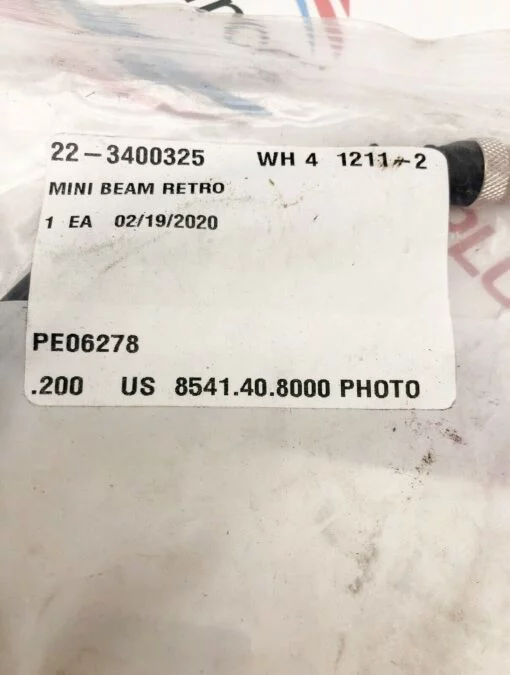 22-3400325 WH 4 1211-2
MINI BEAM RETRO
1 EA 02/19/2020
PE06278
.200 US 8541.40.8000 PHOTO